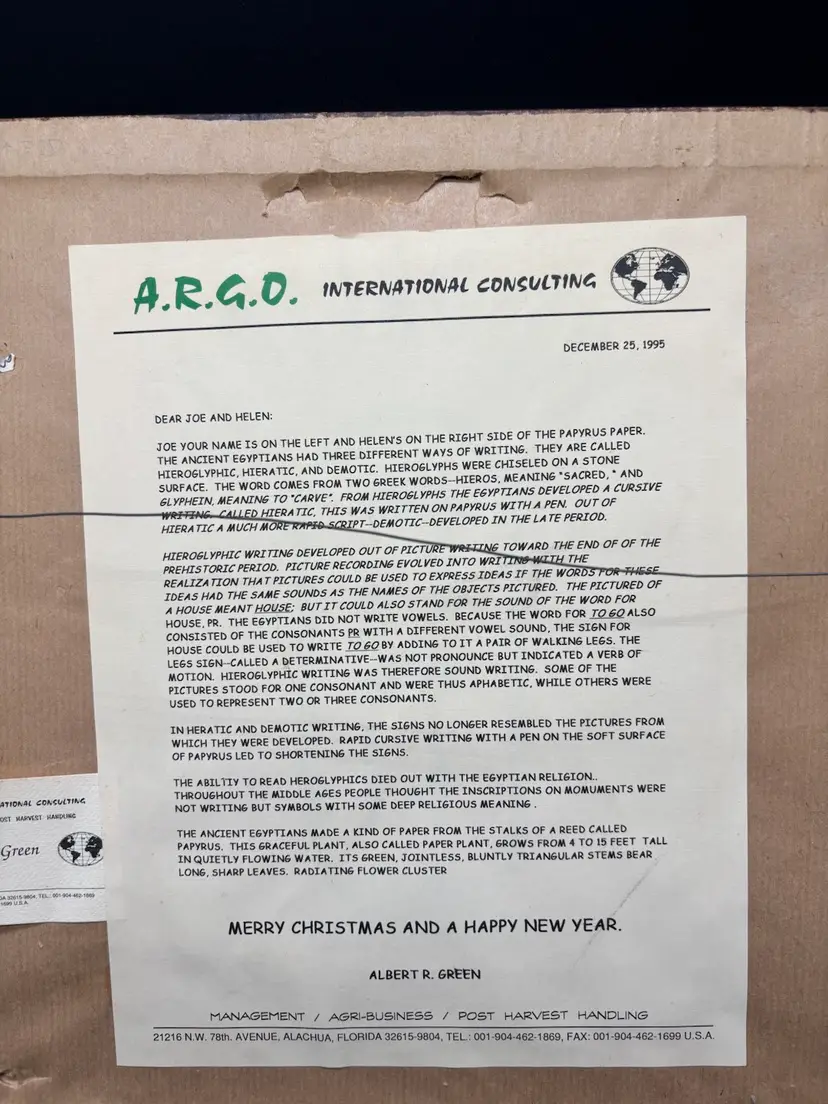 A.R.G.O. INTERNATIONAL CONSULTING
DECEMBER 25, 1995
DEAR JOE AND HELEN:
JOE YOUR NAME IS ON THE LEFT AND HELEN'S ON THE RIGHT SIDE OF THE PAPYRUS PAPER.
THE ANCIENT EGYPTIANS HAD THREE DIFFERENT WAYS OF WRITING. THEY ARE CALLED
HIEROGLYPHIC, HIERATIC, AND DEMOTIC. HIEROGLYPHS WERE CHISELED ON A STONE
SURFACE. THE WORD COMES FROM TWO GREEK WORDS--HIEROS, MEANING "SACRED, " AND
GLYPHEIN, MEANING TO "CARVE". FROM HIEROGLYPHS THE EGYPTIANS DEVELOPED A CURSIVE
WRITING. CALLED HIERATIC, THIS WAS WRITTEN ON PAPYRUS WITH A PEN. OUT OF
HIERATIC A MUCH MORE RAPID SCRIPT--DEMOTIC--DEVELOPED IN THE LATE PERIOD.
HIEROGLYPHIC WRITING DEVELOPED OUT OF PICTURE WRITING TOWARD THE END OF OF THE
PREHISTORIC PERIOD. PICTURE RECORDING EVOLVED INTO WRITING WITH THE
REALIZATION THAT PICTURES COULD BE USED TO EXPRESS IDEAS IF THE WORDS FOR THESE
IDEAS HAD THE SAME SOUNDS AS THE NAMES OF THE OBJECTS PICTURED. THE PICTURED OF
A HOUSE MEANT HOUSE; BUT IT COULD ALSO STAND FOR THE SOUND OF THE WORD FOR
HOUSE, PR. THE EGYPTIANS DID NOT WRITE VOWELS. BECAUSE THE WORD FOR TO GO ALSO
CONSISTED OF THE CONSONANTS PR WITH A DIFFERENT VOWEL SOUND, THE SIGN FOR
HOUSE COULD BE USED TO WRITE TO GO BY ADDING TO IT A PAIR OF WALKING LEGS. THE
LEGS SIGN--CALLED A DETERMINATIVE--WAS NOT PRONOUNCE BUT INDICATED A VERB OF
MOTION. HIEROGLYPHIC WRITING WAS THEREFORE SOUND WRITING. SOME OF THE
PICTURES STOOD FOR ONE CONSONANT AND WERE THUS APHABETIC, WHILE OTHERS WERE
USED TO REPRESENT TWO OR THREE CONSONANTS.
IN HERATIC AND DEMOTIC WRITING, THE SIGNS NO LONGER RESEMBLED THE PICTURES FROM
WHICH THEY WERE DEVELOPED. RAPID CURSIVE WRITING WITH A PEN ON THE SOFT SURFACE
OF PAPYRUS LED TO SHORTENING THE SIGNS.
THE ABILTIY TO READ HEROGLYPHICS DIED OUT WITH THE EGYPTIAN RELIGION..
THROUGHOUT THE MIDDLE AGES PEOPLE THOUGHT THE INSCRIPTIONS ON MOMUMENTS WERE
NOT WRITING BUT SYMBOLS WITH SOME DEEP RELIGIOUS MEANING .
THE ANCIENT EGYPTIANS MADE A KIND OF PAPER FROM THE STALKS OF A REED CALLED
PAPYRUS. THIS GRACEFUL PLANT, ALSO CALLED PAPER PLANT, GROWS FROM 4 TO 15 FEET TALL
IN QUIETLY FLOWING WATER. ITS GREEN, JOINTLESS, BLUNTLY TRIANGULAR STEMS BEAR
LONG, SHARP LEAVES. RADIATING FLOWER CLUSTER
MERRY CHRISTMAS AND A HAPPY NEW YEAR.
ALBERT R. GREEN
MANAGEMENT / AGRI-BUSINESS / POST HARVEST HANDLING
21216 N.W. 78th. AVENUE, ALACHUA, FLORIDA 32615-9804, TEL.: 001-904-462-1869, FAX: 001-904-462-1699 U.S.A.
ATIONAL CONSULTING
OST HARVEST HANDLING
Green
DA 32615-9804, TEL.: 001-904-462-1869
1699 U.S.A.